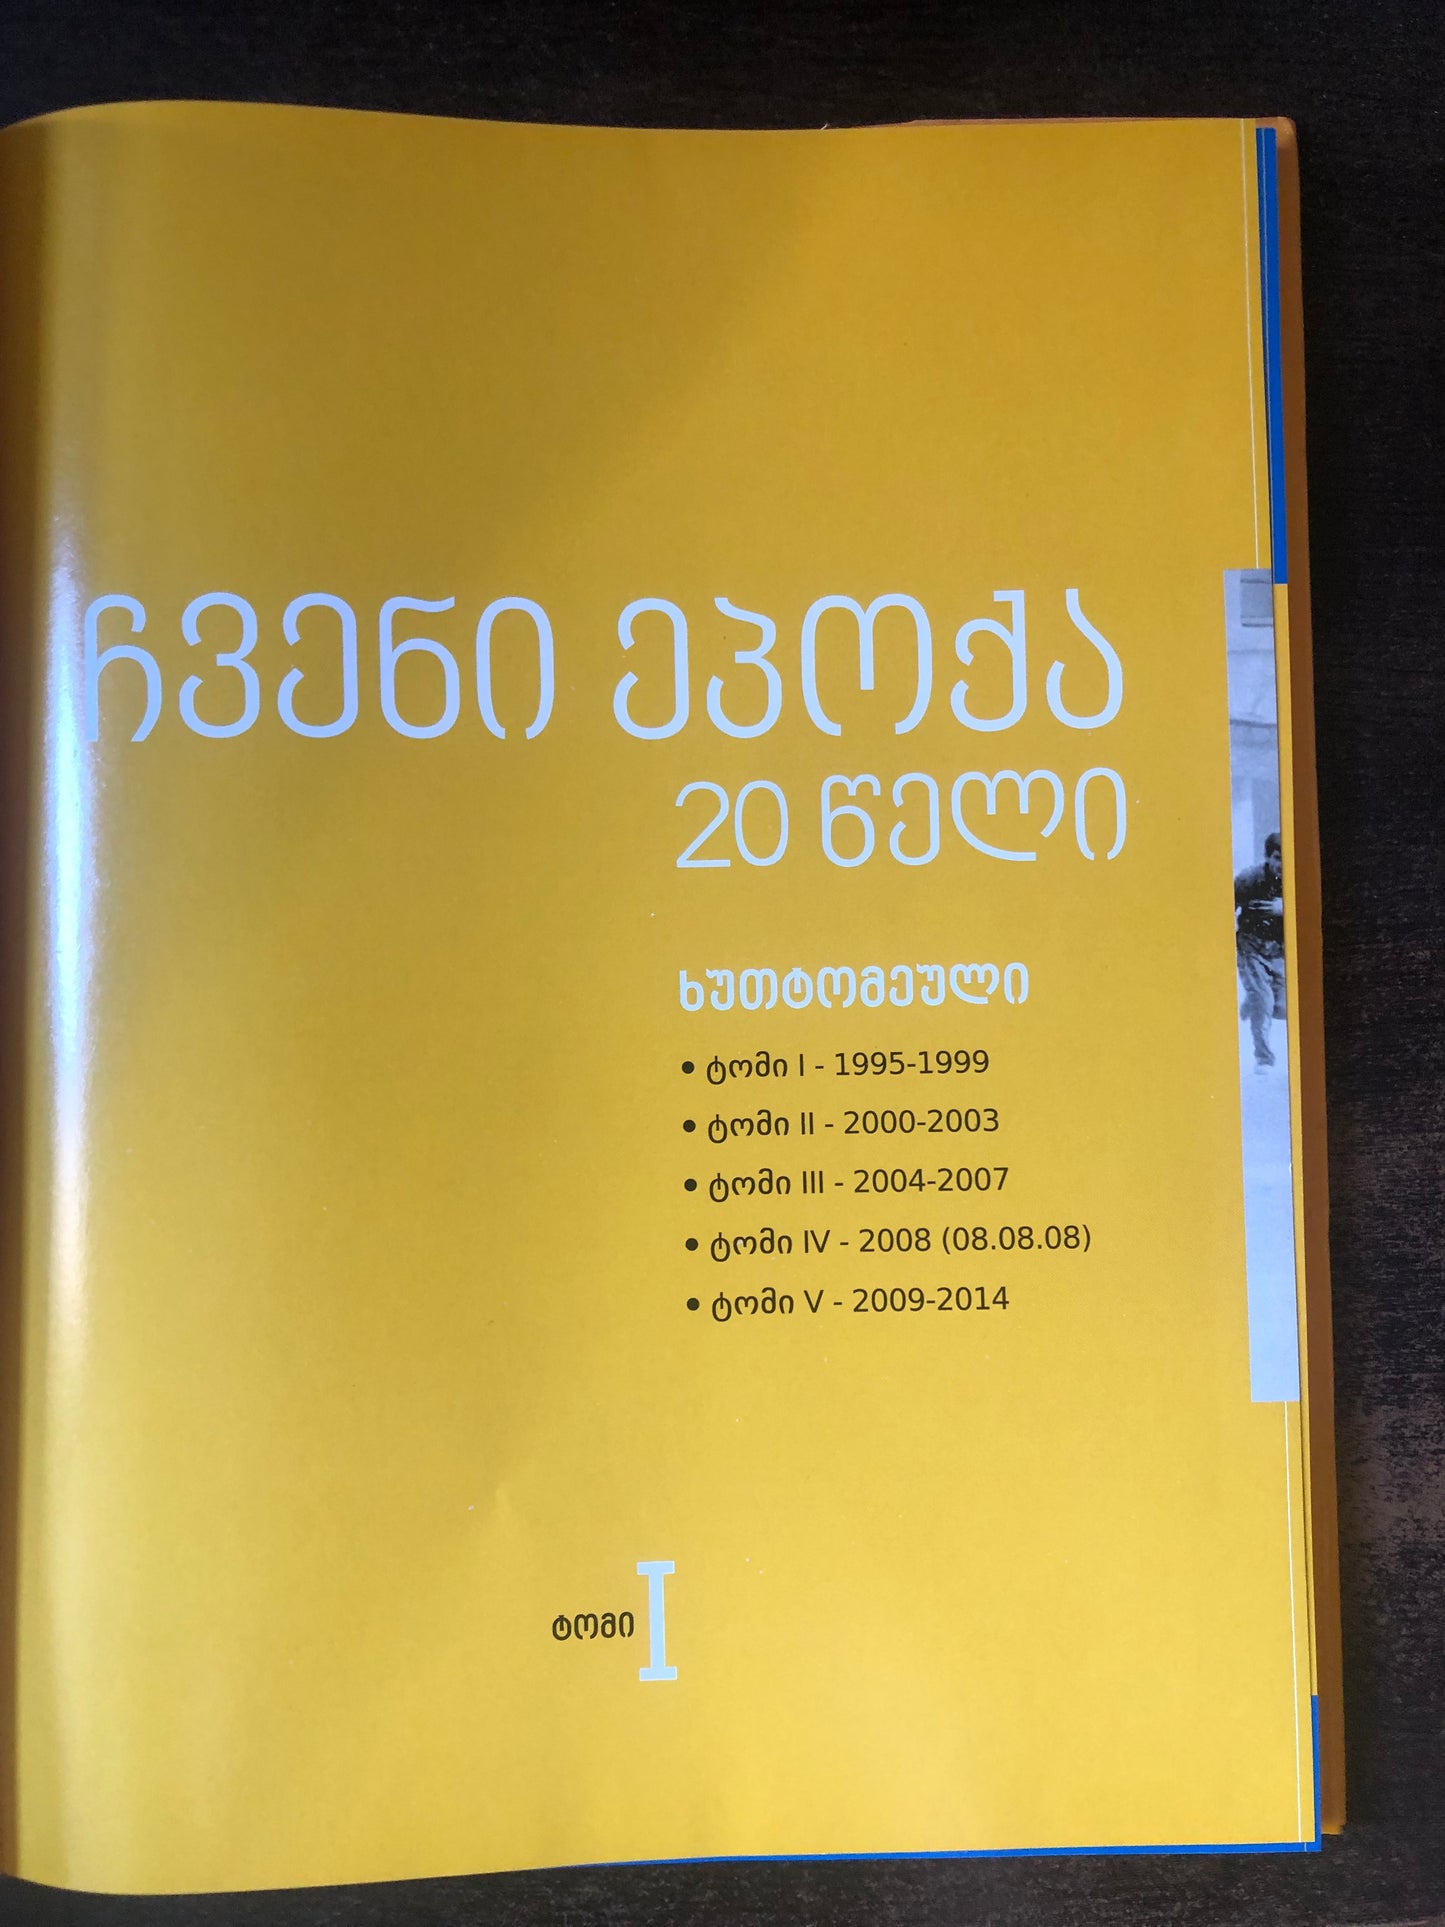 ჩვენი ეპოქა
20 წელი
ხუთტომეული
• ტომი I - 1995-1999
• ტომი II - 2000-2003
• ტომი III - 2004-2007
• ტომი IV - 2008 (08.08.08)
• ტომი V - 2009-2014
ტომი I